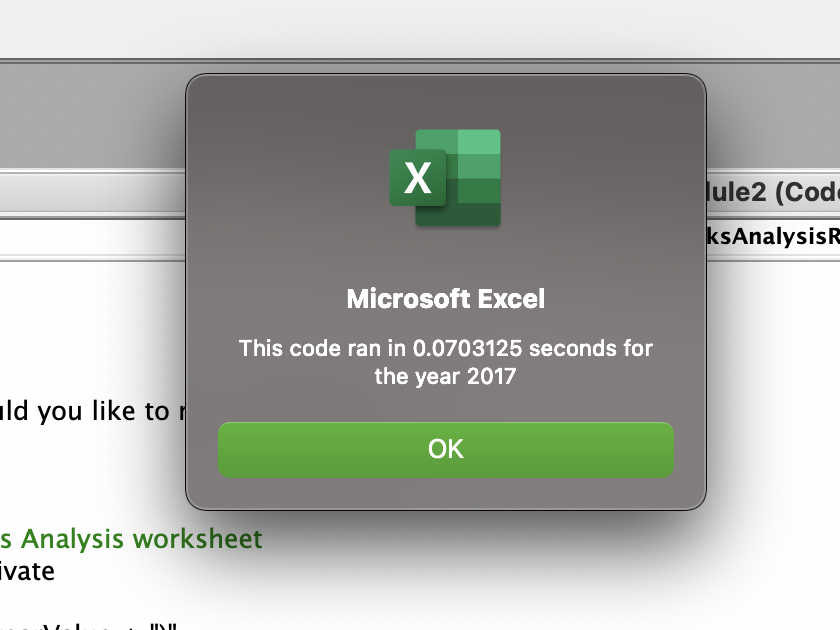 dule2 (Code
ksAnalysisR
X
Microsoft Excel
This code ran in 0.0703125 seconds for
the year 2017
uld you like to r
OK
s Analysis worksheet
ivate